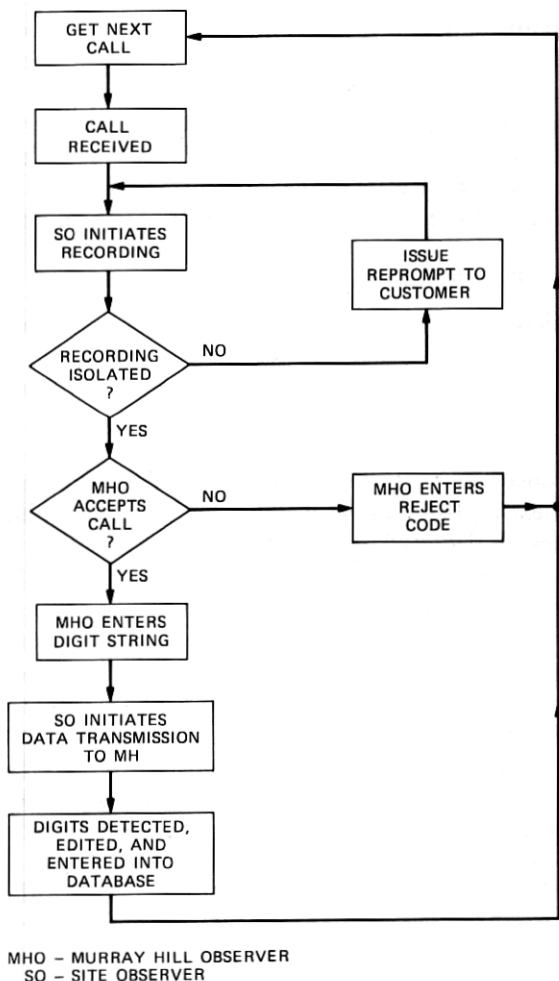 GET NEXT
CALL
CALL
RECEIVED
SO INITIATES
RECORDING
ISSUE
REPROMPT TO
CUSTOMER
RECORDING
ISOLATED
?
NO
YES
MHO
ACCEPTS
CALL
?
NO
MHO ENTERS
REJECT
CODE
YES
MHO ENTERS
DIGIT STRING
SO INITIATES
DATA TRANSMISSION
TO MH
DIGITS DETECTED,
EDITED, AND
ENTERED INTO
DATABASE
MHO – MURRAY HILL OBSERVER
SO – SITE OBSERVER